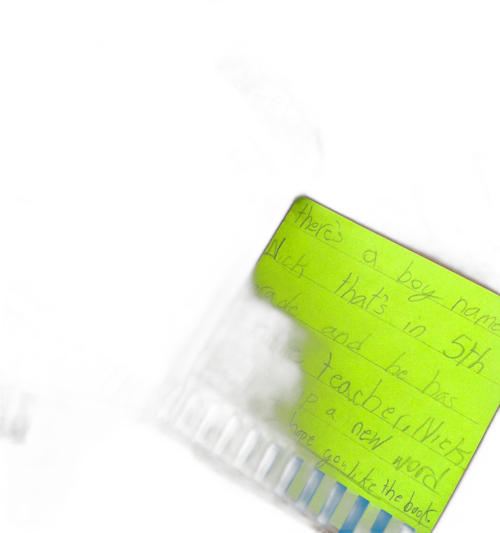 there's a boy name
Nick that's in 5th
rade and he has
teacher, Nick
a new word
hope you like the book